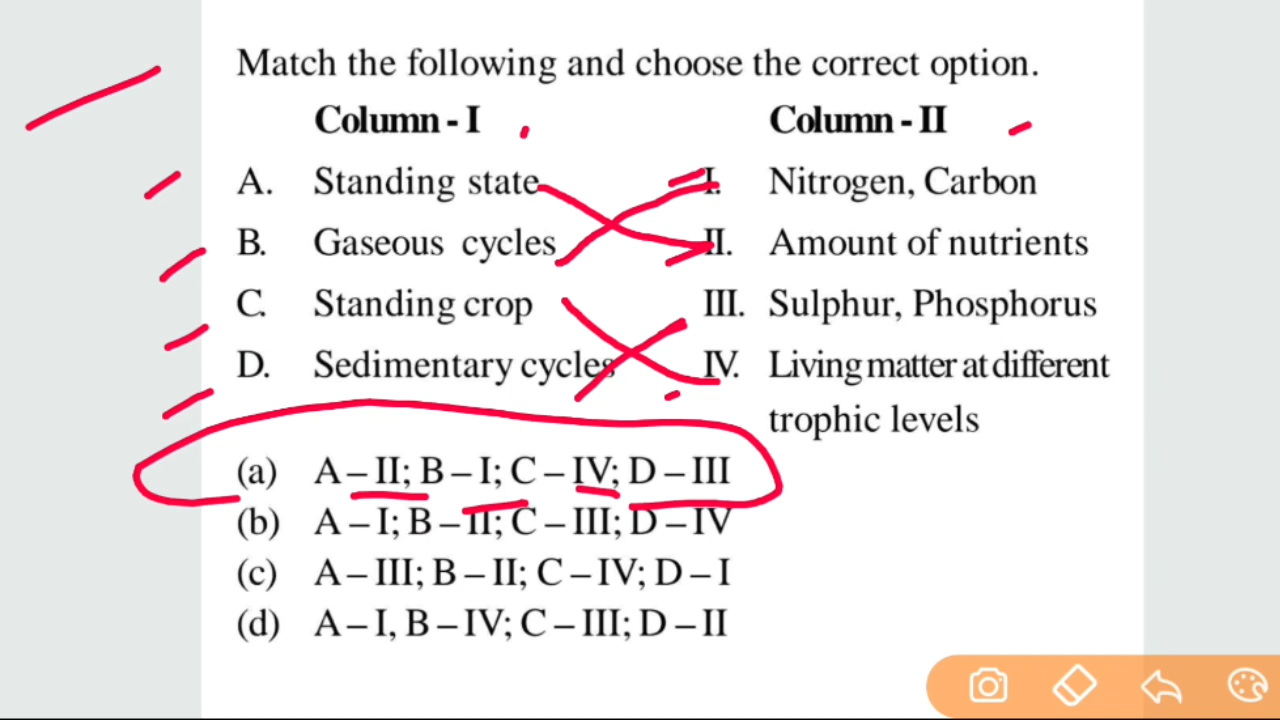 Match the following and choose the correct option.
Column - I Column - II
A. Standing state I. Nitrogen, Carbon
B. Gaseous cycles II. Amount of nutrients
C. Standing crop III. Sulphur, Phosphorus
D. Sedimentary cycles IV. Living matter at different
trophic levels
(a) A – II; B – I; C – IV; D – III
(b) A – I; B – II; C – III; D – IV
(c) A – III; B – II; C – IV; D – I
(d) A – I, B – IV; C – III; D – II